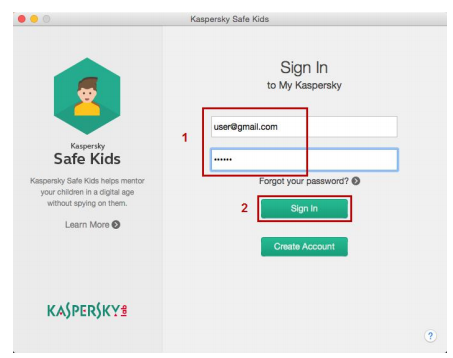 Kaspersky Safe Kids
Kaspersky
Safe Kids
Kaspersky Safe Kids helps mentor
your children in a digital age
without spying on them.
Learn More
KASPERSKY
Sign In
to My Kaspersky
1
user@gmail.com
••••••
Forgot your password?
2
Sign In
Create Account
?